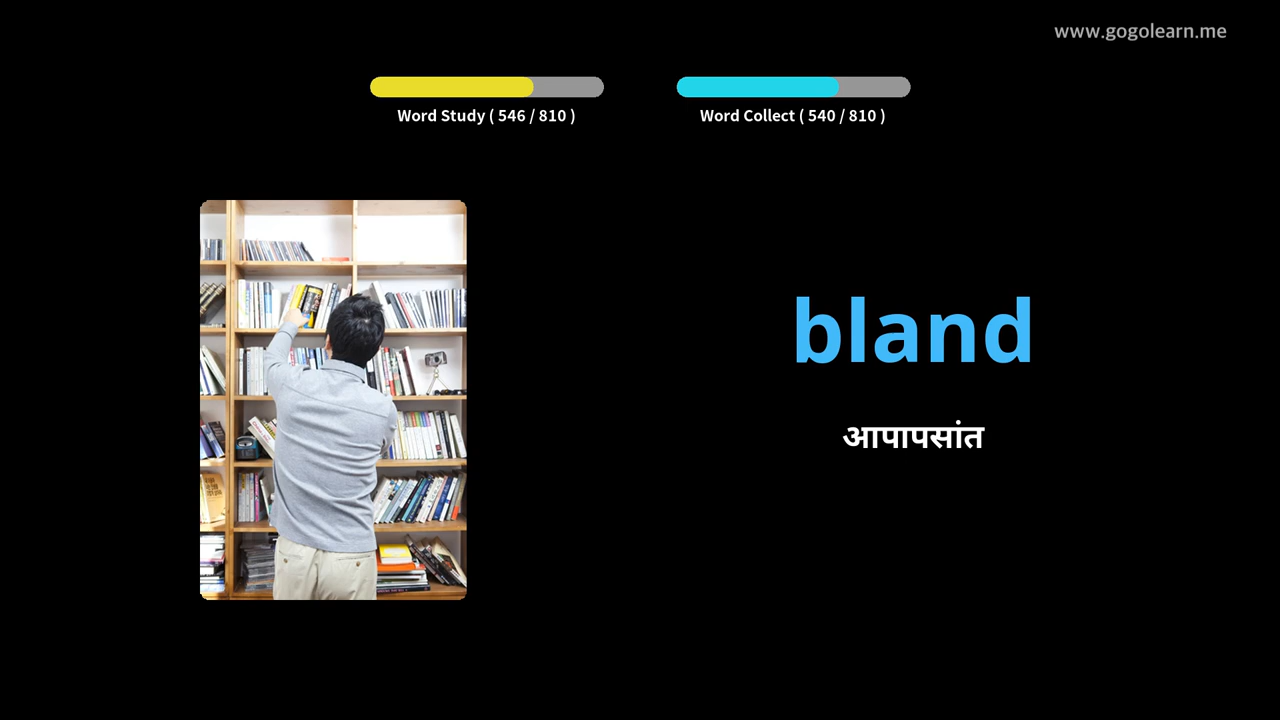 www.gogolearn.me
Word Study ( 546 / 810 )
Word Collect ( 540 / 810 )
bland
आपापसांत